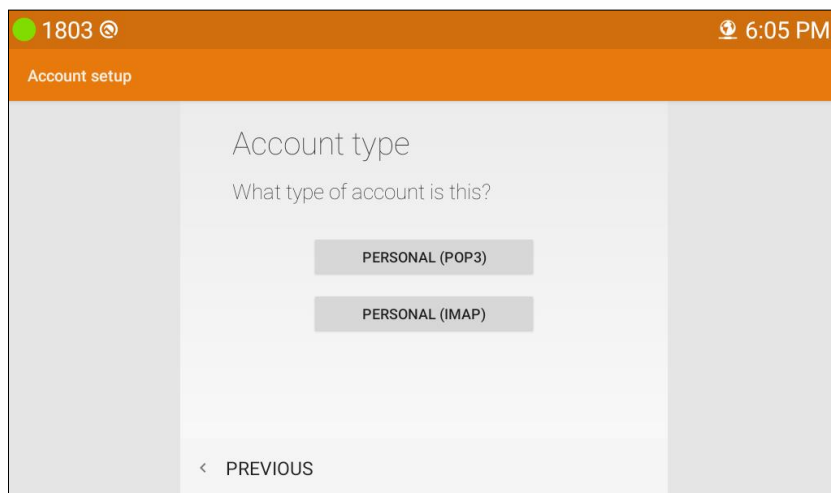 1803
6:05 PM
Account setup
Account type
What type of account is this?
PERSONAL (POP3)
PERSONAL (IMAP)
< PREVIOUS